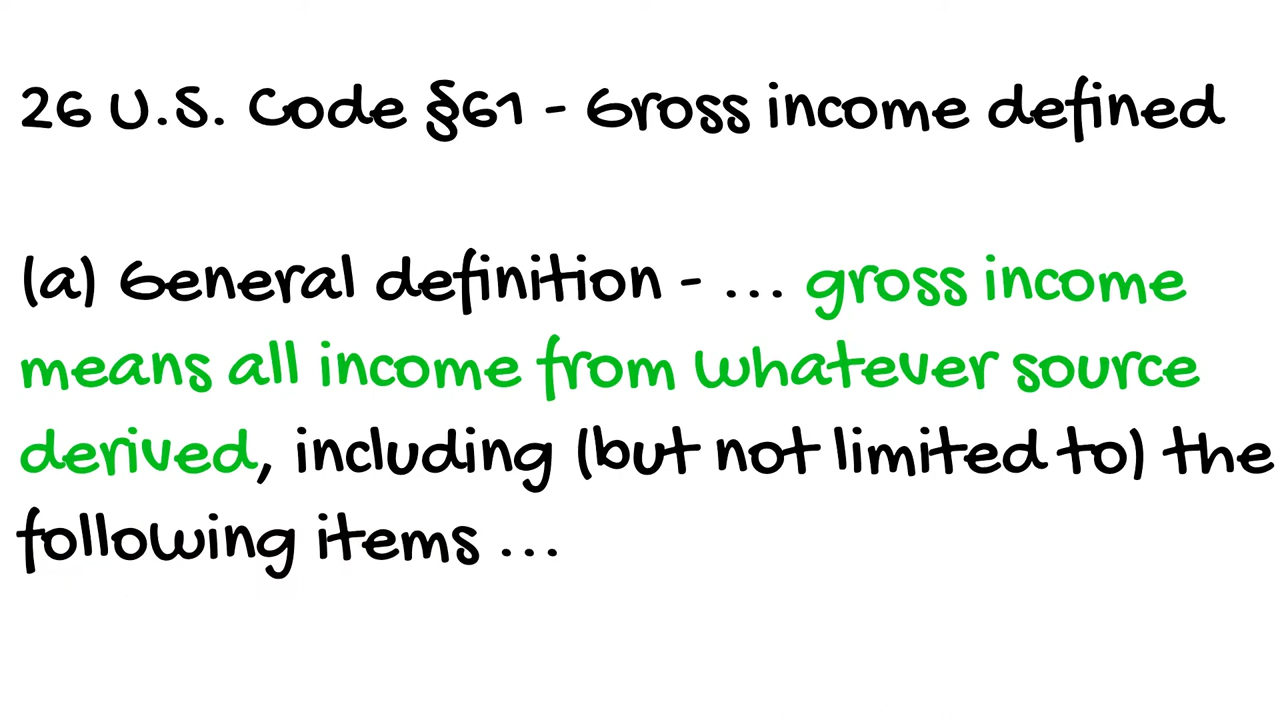 26 U.S. Code §61 - Gross income defined
(a) General definition - ... gross income
means all income from whatever source
derived, including (but not limited to) the
following items ...